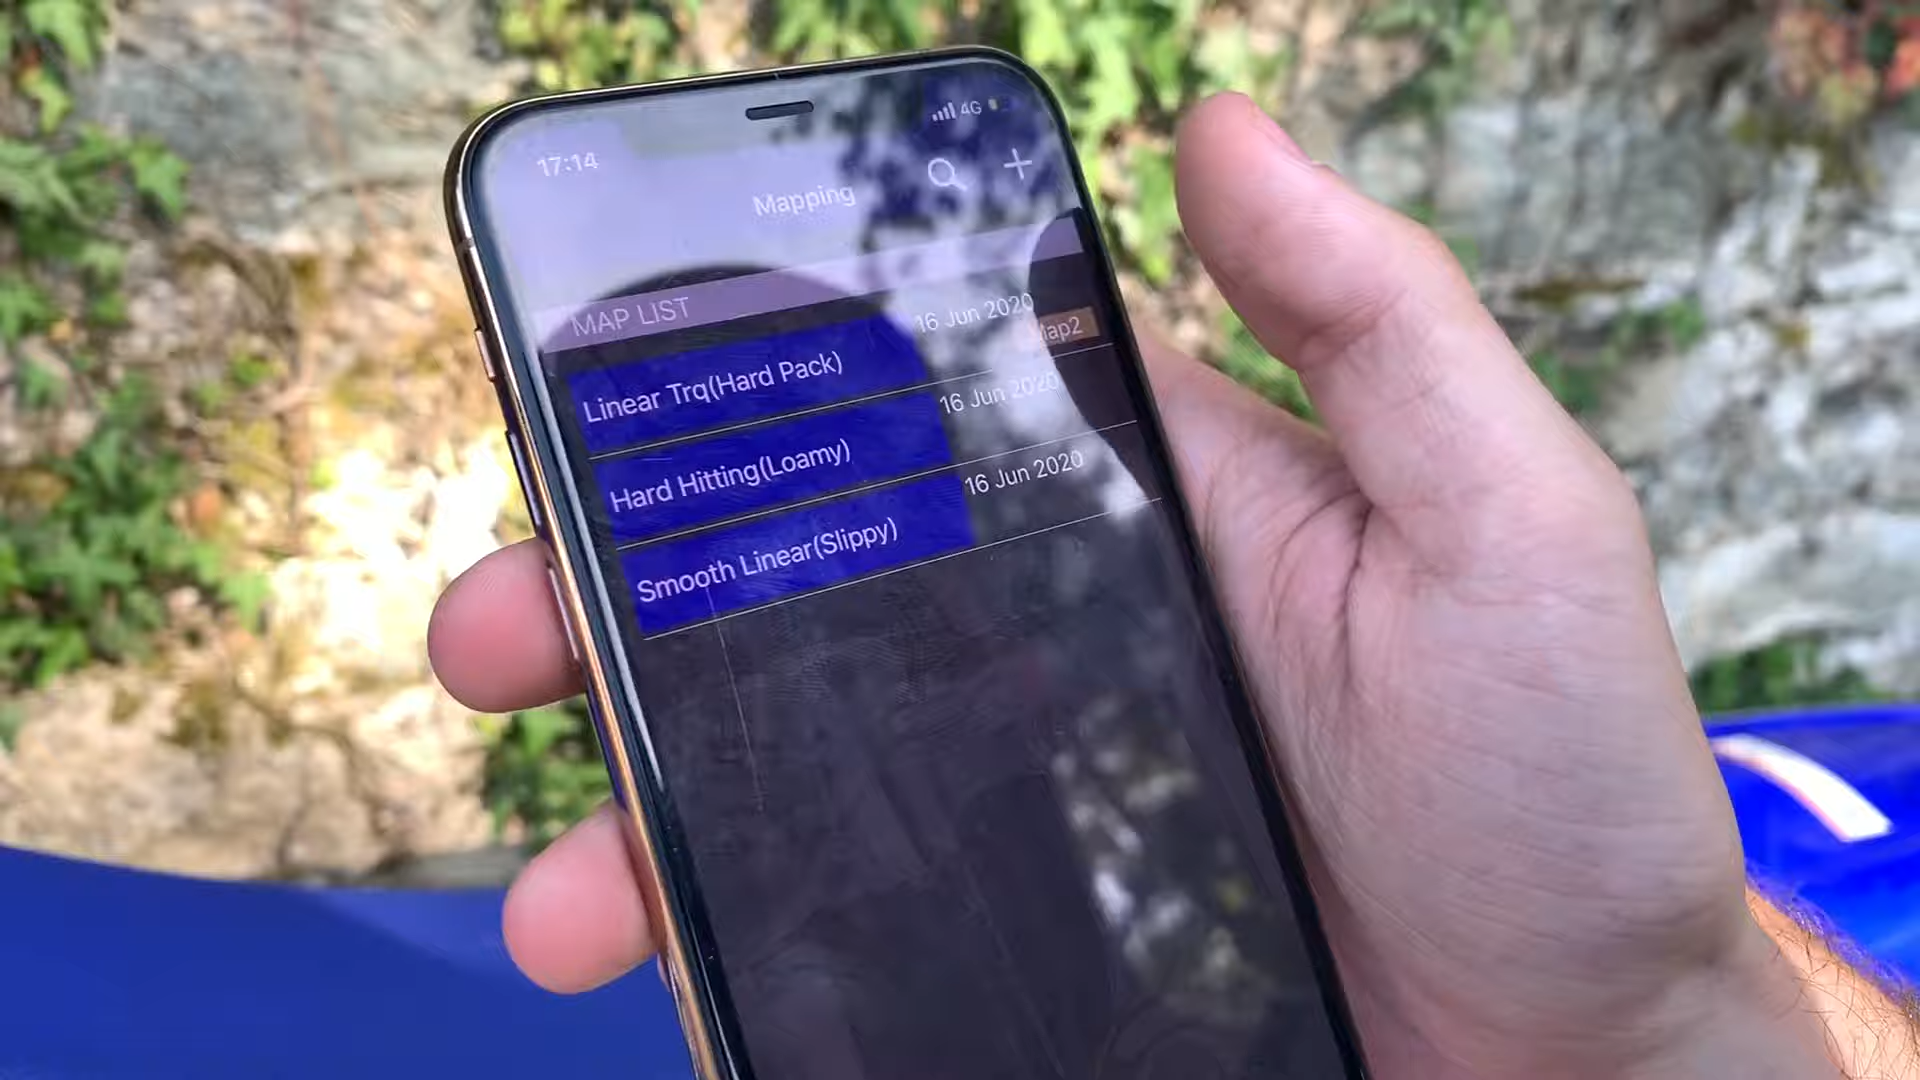 17:14
4G
Mapping
MAP LIST
Linear Trq(Hard Pack)
16 Jun 2020
Map2
Hard Hitting(Loamy)
16 Jun 2020
Smooth Linear(Slippy)
16 Jun 2020